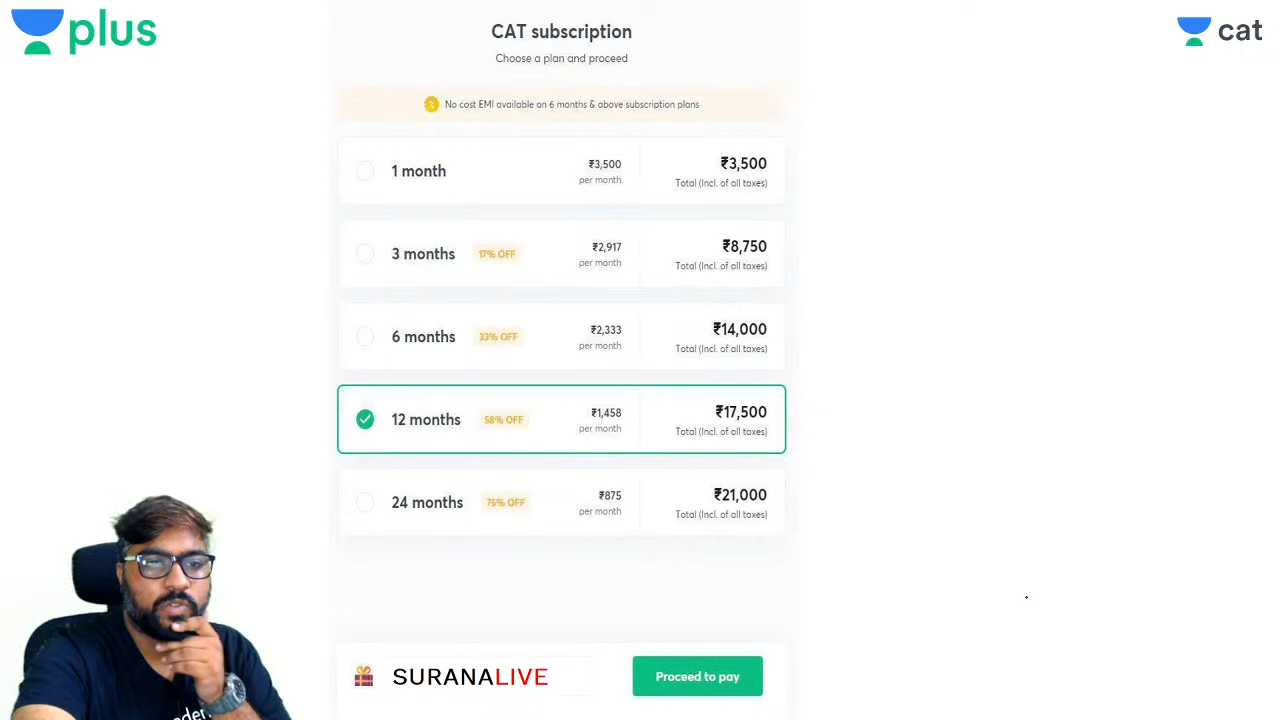 plus
cat
CAT subscription
Choose a plan and proceed
No cost EMI available on 6 months & above subscription plans
1 month
₹3,500
per month
₹3,500
Total (Incl. of all taxes)
3 months
17% OFF
₹2,917
per month
₹8,750
Total (Incl. of all taxes)
6 months
33% OFF
₹2,333
per month
₹14,000
Total (Incl. of all taxes)
12 months
58% OFF
₹1,458
per month
₹17,500
Total (Incl. of all taxes)
24 months
75% OFF
₹875
per month
₹21,000
Total (Incl. of all taxes)
SURANALIVE
Proceed to pay